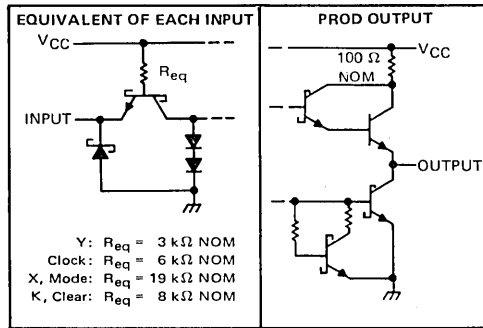 EQUIVALENT OF EACH INPUT
VCC
Req
INPUT
Y: Req = 3 kΩ NOM
Clock: Req = 6 kΩ NOM
X, Mode: Req = 19 kΩ NOM
K, Clear: Req = 8 kΩ NOM
PROD OUTPUT
VCC
100 Ω
NOM
OUTPUT